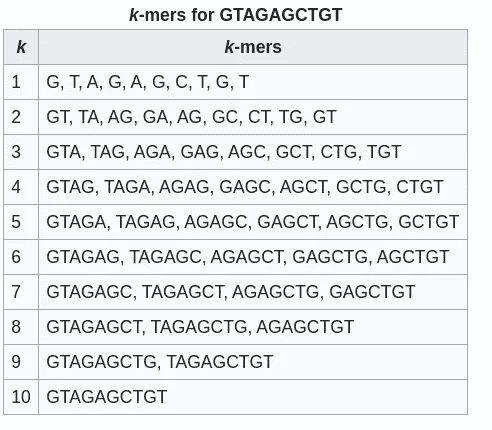 k-mers for GTAGAGCTGT
k k-mers
1 G, T, A, G, A, G, C, T, G, T
2 GT, TA, AG, GA, AG, GC, CT, TG, GT
3 GTA, TAG, AGA, GAG, AGC, GCT, CTG, TGT
4 GTAG, TAGA, AGAG, GAGC, AGCT, GCTG, CTGT
5 GTAGA, TAGAG, AGAGC, GAGCT, AGCTG, GCTGT
6 GTAGAG, TAGAGC, AGAGCT, GAGCTG, AGCTGT
7 GTAGAGC, TAGAGCT, AGAGCTG, GAGCTGT
8 GTAGAGCT, TAGAGCTG, AGAGCTGT
9 GTAGAGCTG, TAGAGCTGT
10 GTAGAGCTGT